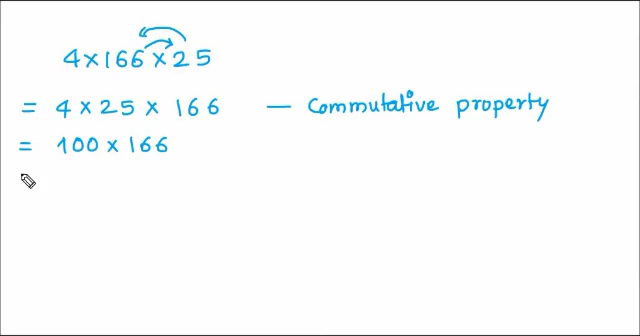 4×166×25
= 4 × 25 × 166 — Commutative property
= 100 × 166